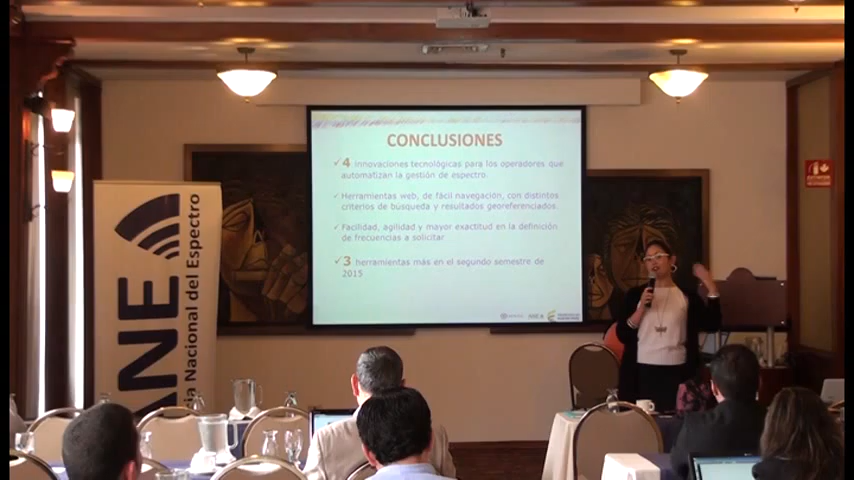 CONCLUSIONES
✓4 innovaciones tecnológicas para los operadores que
automatizan la gestión de espectro.
✓ Herramientas web, de fácil navegación, con distintos
criterios de búsqueda y resultados georeferenciados.
✓ Facilidad, agilidad y mayor exactitud en la definición
de frecuencias a solicitar
✓3 herramientas más en el segundo semestre de
2015
ANE
ia Nacional del Espectro